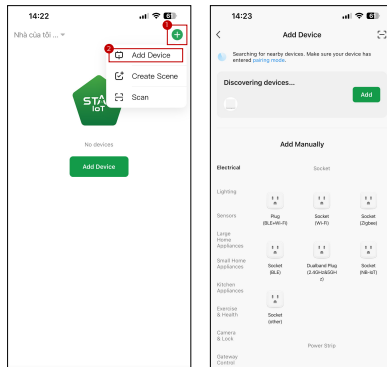 14:22
Nhà của tôi ...
1
2
Add Device
Create Scene
Scan
STA
IoT
No devices
Add Device
14:23
Add Device
Searching for nearby devices. Make sure your device has
entered pairing mode.
Discovering devices...
Add
Add Manually
Electrical
Socket
Lighting
Sensors
Plug
(BLE+Wi-Fi)
Socket
(Wi-Fi)
Socket
(Zigbee)
Large
Home
Appliances
Small Home
Appliances
Socket
(BLE)
Dualband Plug
(2.4GHz&5GH
z)
Socket
(NB-IoT)
Kitchen
Appliances
Exercise
& Health
Socket
(other)
Camera
& Lock
Power Strip
Gateway
Control